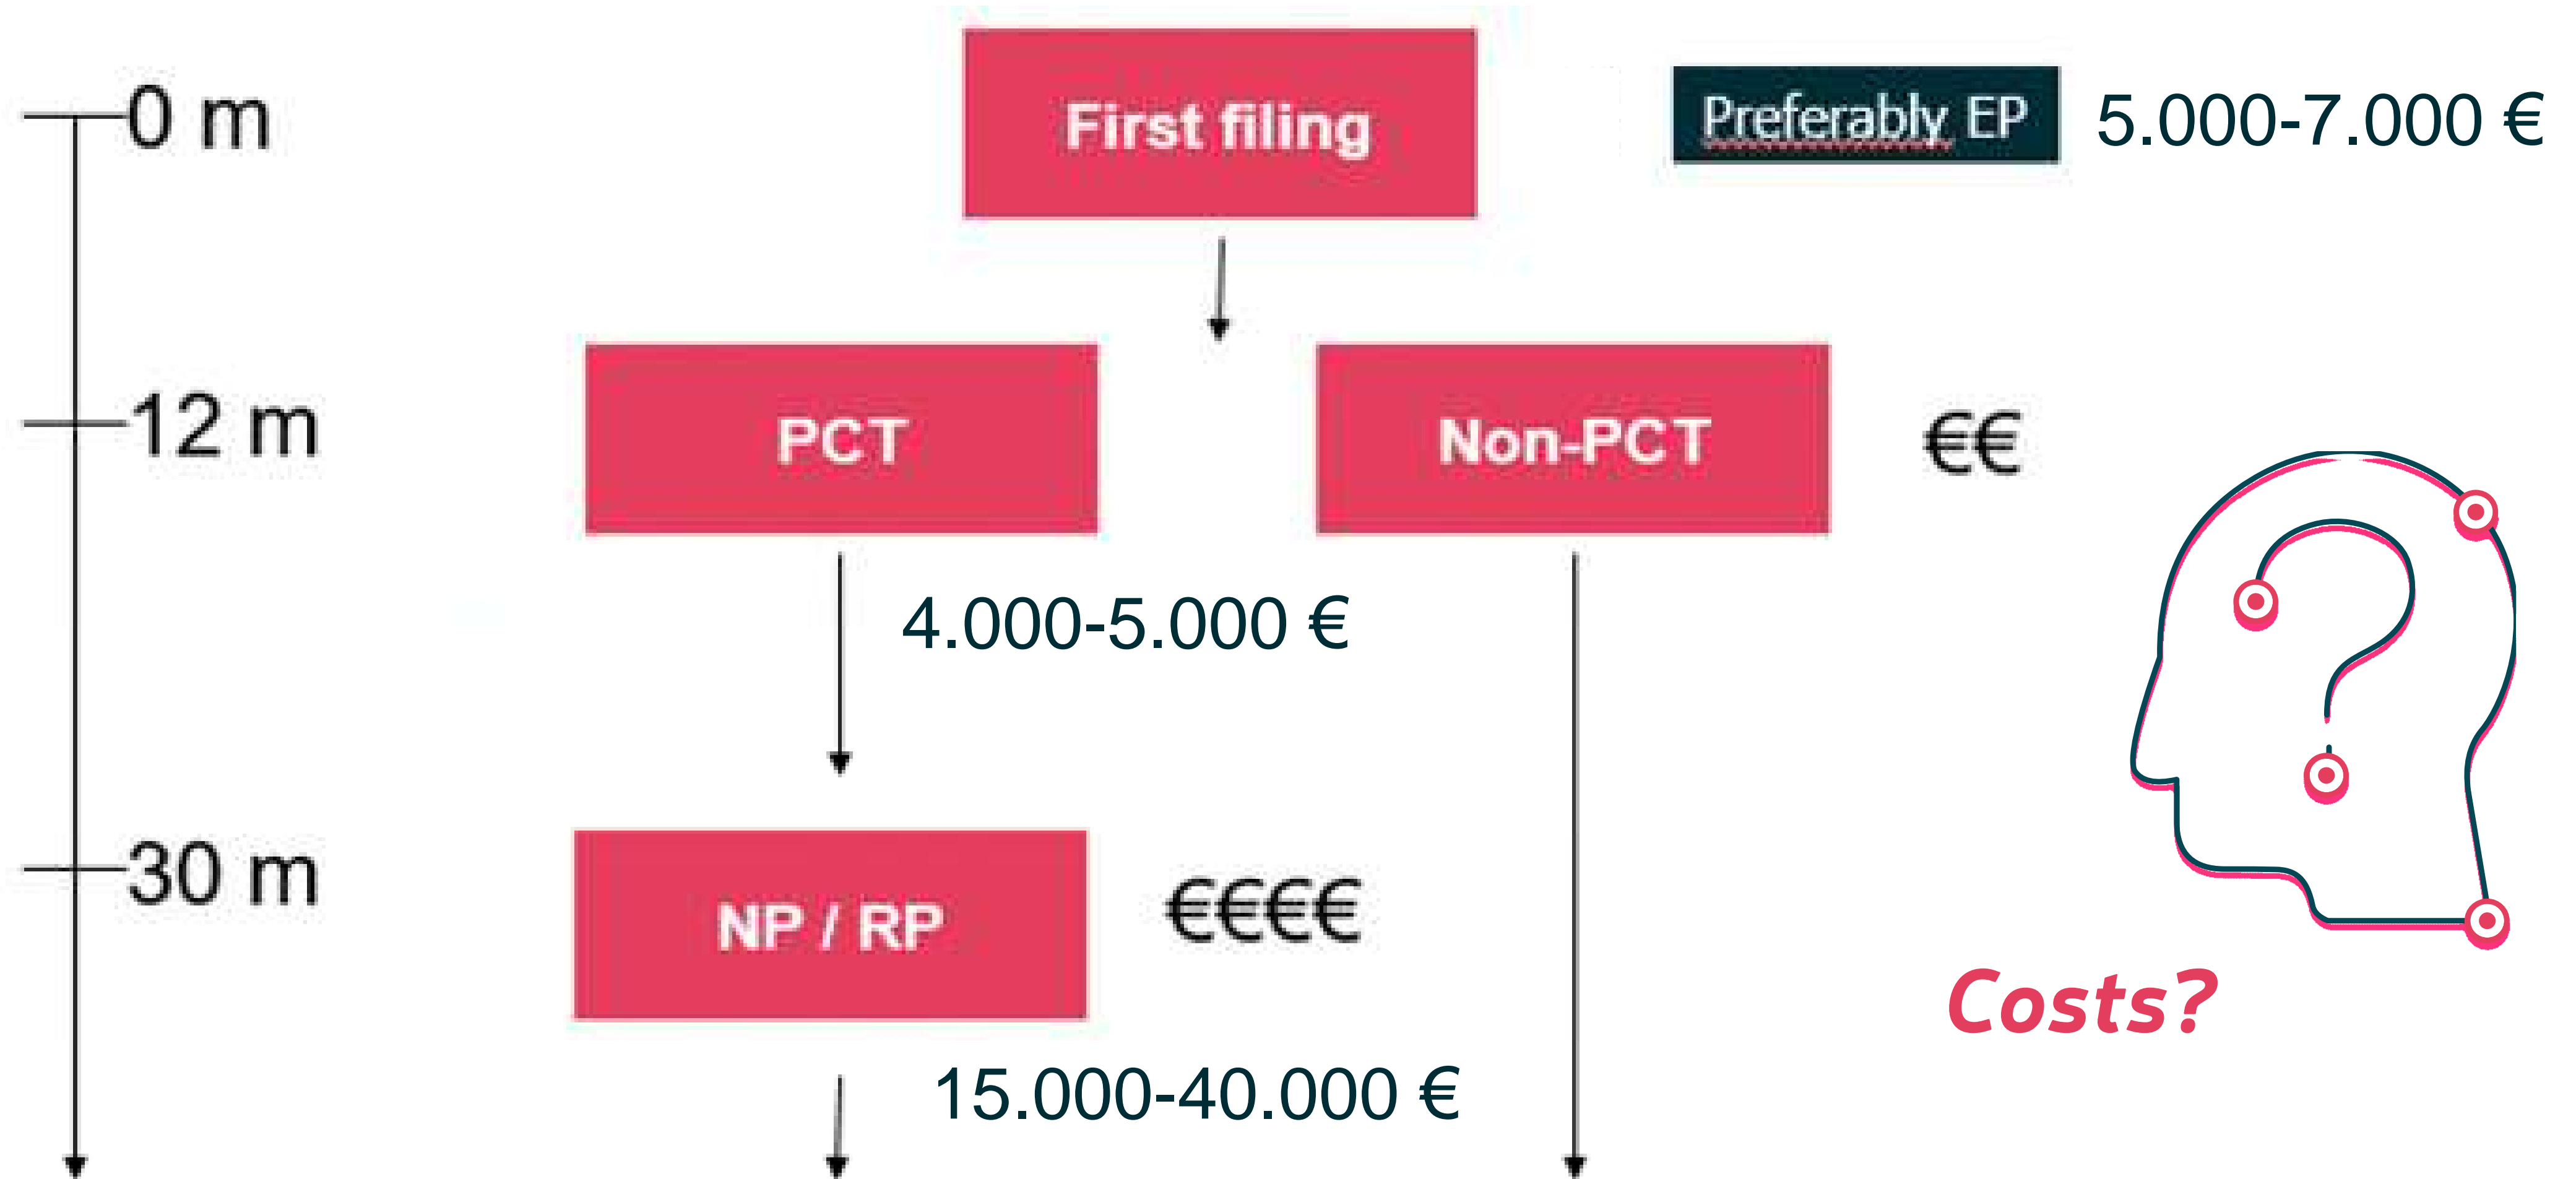 0 m
First filing
Preferably EP
5.000-7.000 €
12 m
PCT
Non-PCT
€€
4.000-5.000 €
30 m
NP / RP
€€€€
Costs?
15.000-40.000 €